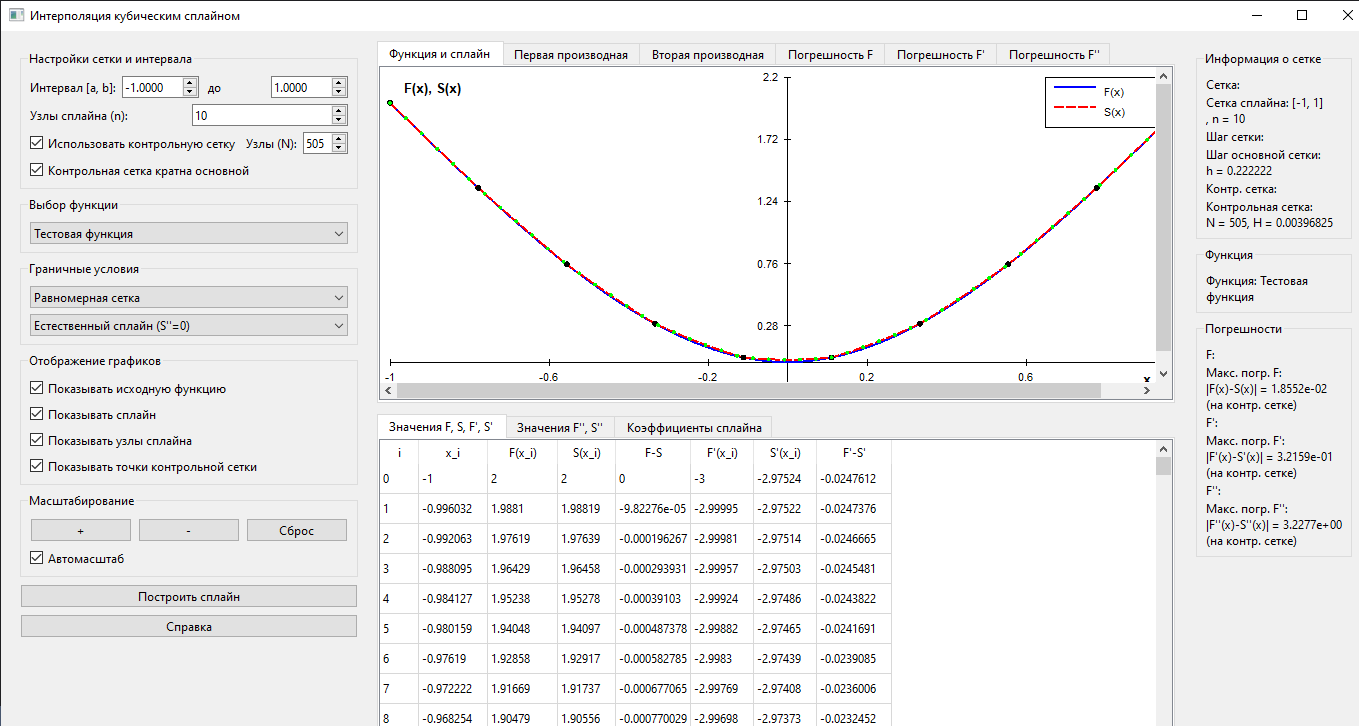 Интерполяция кубическим сплайном
Настройки сетки и интервала
Интервал [a, b]: -1.0000 до 1.0000
Узлы сплайна (n): 10
Использовать контрольную сетку Узлы (N): 505
Контрольная сетка кратна основной
Выбор функции
Тестовая функция
Граничные условия
Равномерная сетка
Естественный сплайн (S''=0)
Отображение графиков
Показывать исходную функцию
Показывать сплайн
Показывать узлы сплайна
Показывать точки контрольной сетки
Масштабирование
+ - Сброс
Автомасштаб
Построить сплайн
Справка
Функция и сплайн Первая производная Вторая производная Погрешность F Погрешность F' Погрешность F''
F(x), S(x)
2.2
1.72
1.24
0.76
0.28
-1 -0.6 -0.2 0.2 0.6 x
F(x)
S(x)
Значения F, S, F', S' Значения F'', S'' Коэффициенты сплайна
i x_i F(x_i) S(x_i) F-S F'(x_i) S'(x_i) F'-S'
0 -1 2 2 0 -3 -2.97524 -0.0247612
1 -0.996032 1.9881 1.98819 -9.82276e-05 -2.99995 -2.97522 -0.0247376
2 -0.992063 1.97619 1.97639 -0.000196267 -2.99981 -2.97514 -0.0246665
3 -0.988095 1.96429 1.96458 -0.000293931 -2.99957 -2.97503 -0.0245481
4 -0.984127 1.95238 1.95278 -0.00039103 -2.99924 -2.97486 -0.0243822
5 -0.980159 1.94048 1.94097 -0.000487378 -2.99882 -2.97465 -0.0241691
6 -0.97619 1.92858 1.92917 -0.000582785 -2.9983 -2.97439 -0.0239085
7 -0.972222 1.91669 1.91737 -0.000677065 -2.99769 -2.97408 -0.0236006
8 -0.968254 1.90479 1.90556 -0.000770029 -2.99698 -2.97373 -0.0232452
Информация о сетке
Сетка:
Сетка сплайна: [-1, 1]
, n = 10
Шаг сетки:
Шаг основной сетки:
h = 0.222222
Контр. сетка:
Контрольная сетка:
N = 505, H = 0.00396825
Функция
Функция: Тестовая
функция
Погрешности
F:
Макс. погр. F:
|F(x)-S(x)| = 1.8552e-02
(на контр. сетке)
F':
Макс. погр. F':
|F'(x)-S'(x)| = 3.2159e-01
(на контр. сетке)
F'':
Макс. погр. F'':
|F''(x)-S''(x)| = 3.2277e+00
(на контр. сетке)